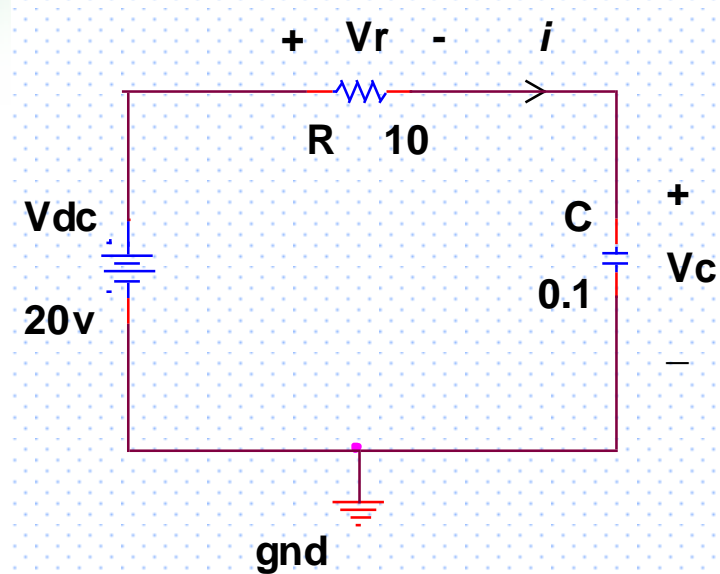 + Vr - i
R 10
Vdc
20v
C
0.1
+
Vc
–
gnd